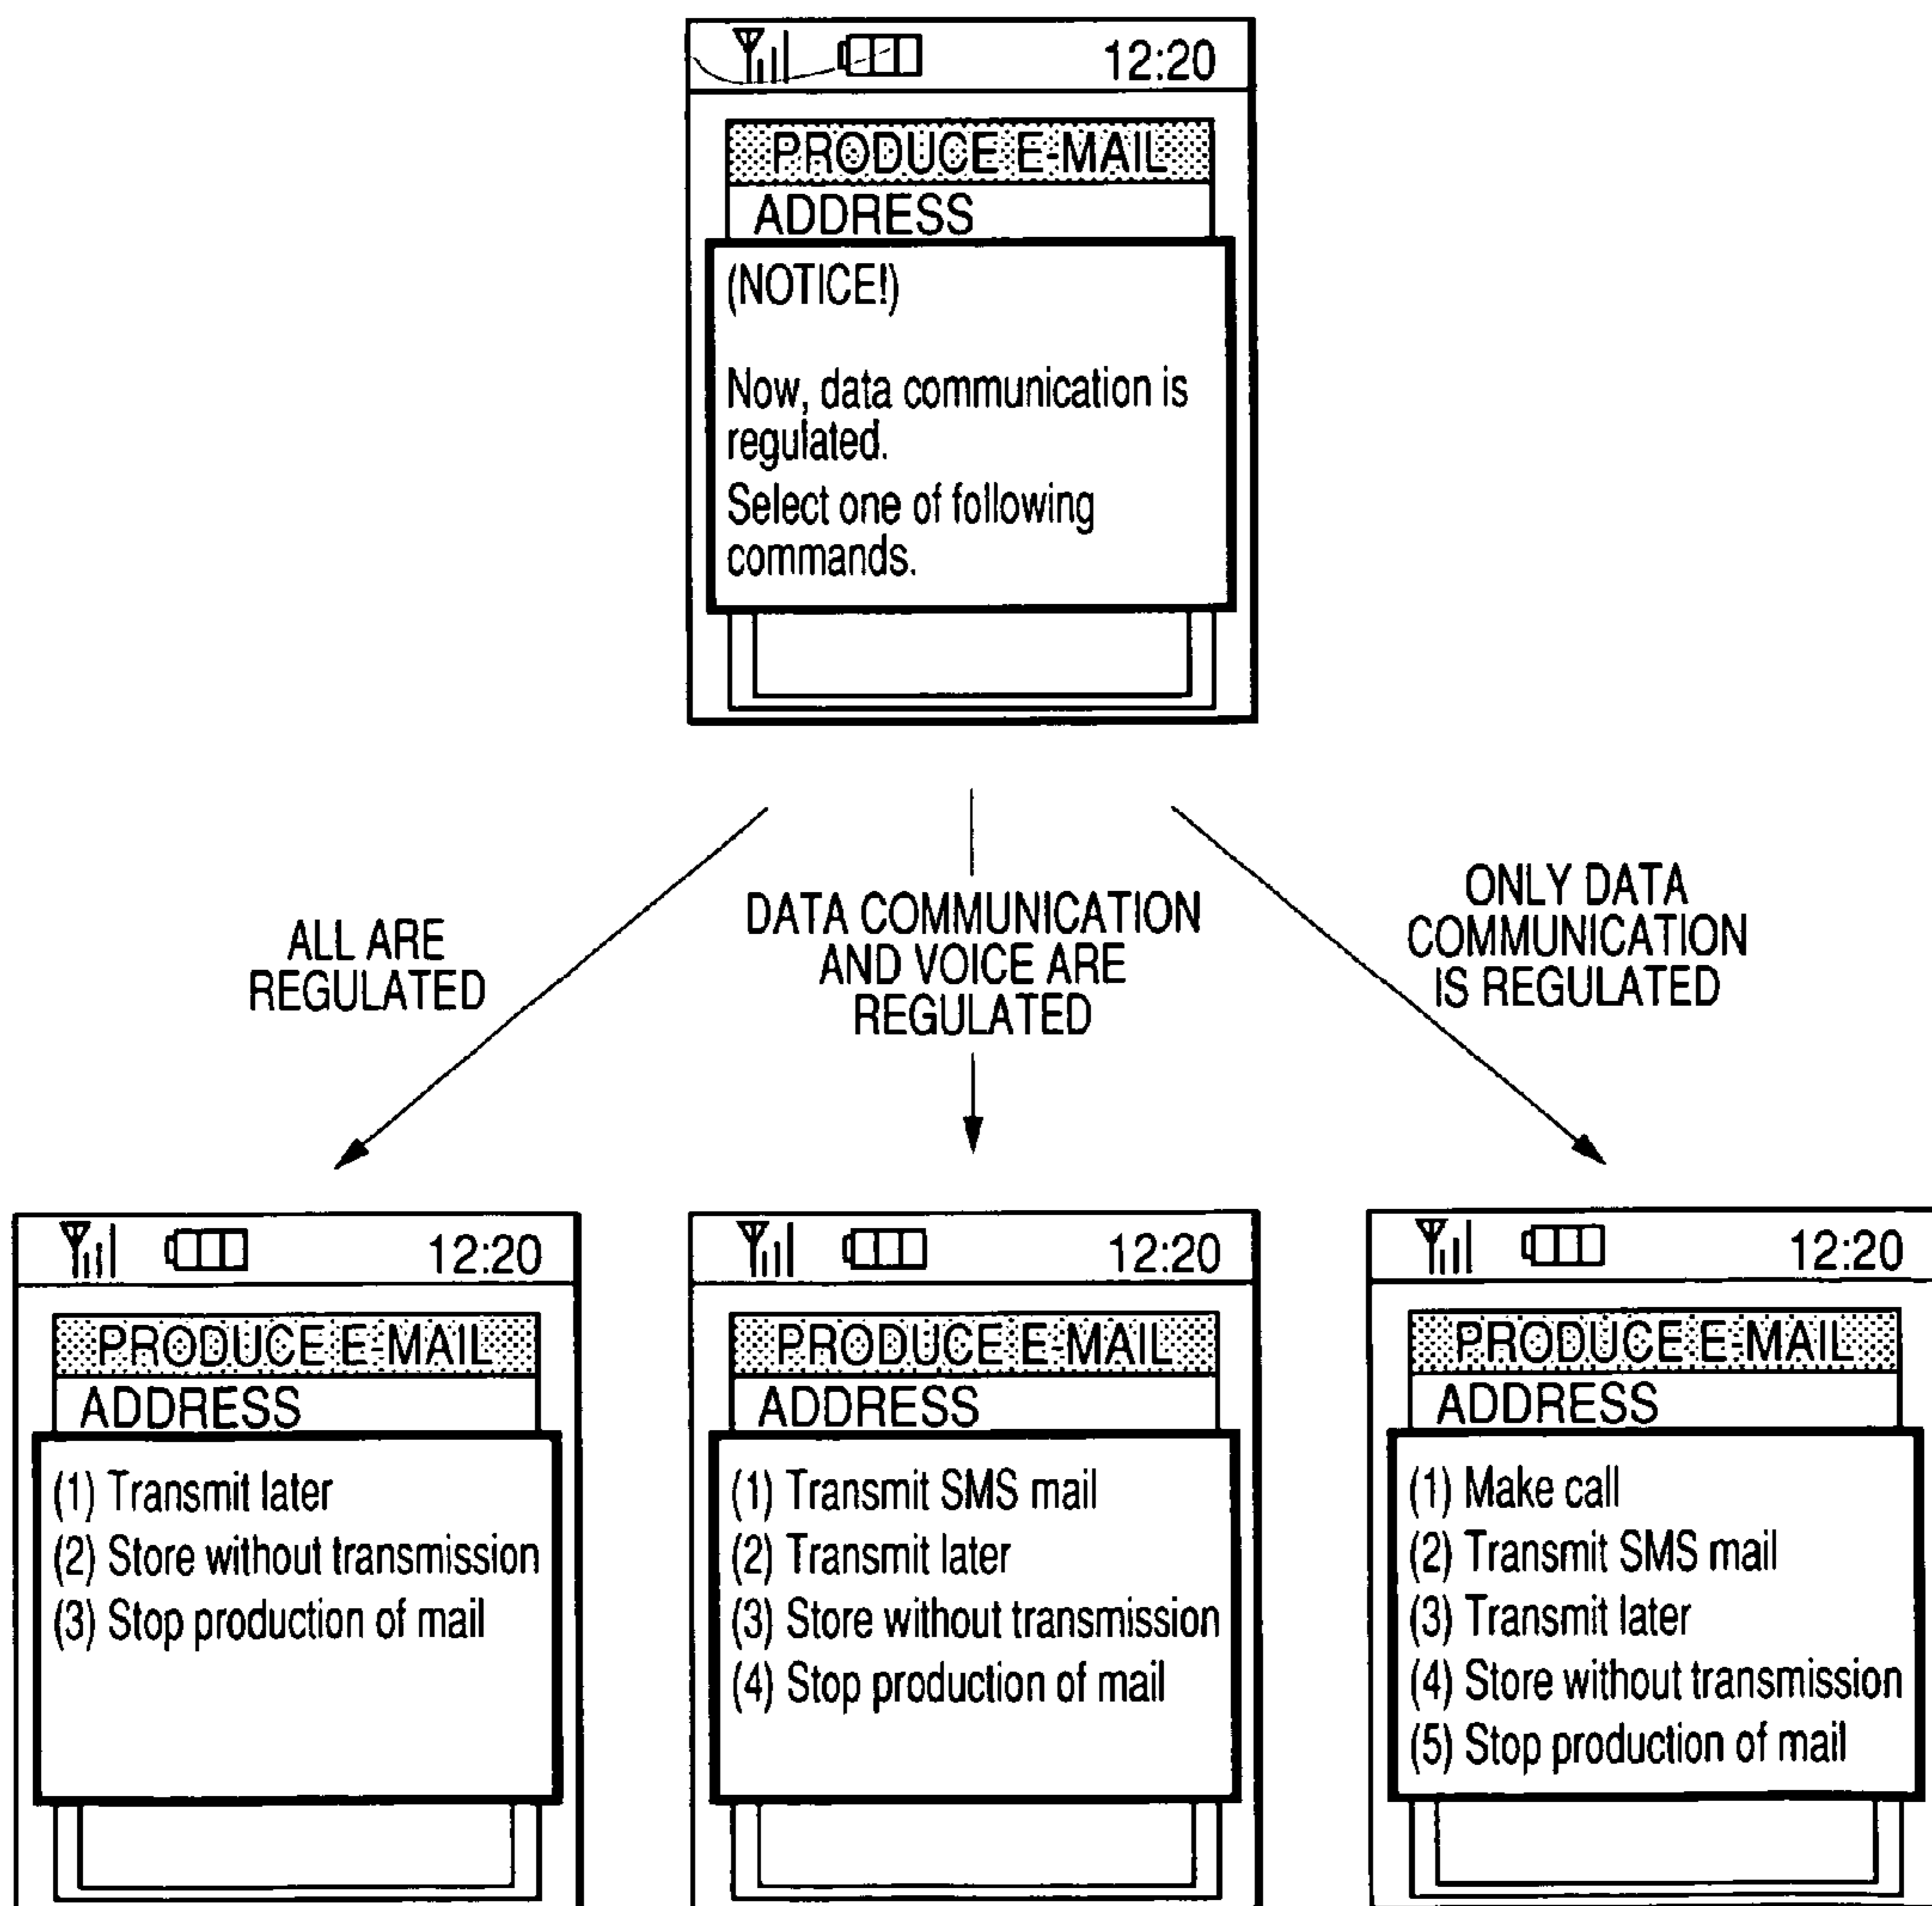 12:20
PRODUCE E-MAIL
ADDRESS
(NOTICE!)
Now, data communication is
regulated.
Select one of following
commands.
ALL ARE
REGULATED
DATA COMMUNICATION
AND VOICE ARE
REGULATED
ONLY DATA
COMMUNICATION
IS REGULATED
12:20
PRODUCE E-MAIL
ADDRESS
(1) Transmit later
(2) Store without transmission
(3) Stop production of mail
12:20
PRODUCE E-MAIL
ADDRESS
(1) Transmit SMS mail
(2) Transmit later
(3) Store without transmission
(4) Stop production of mail
12:20
PRODUCE E-MAIL
ADDRESS
(1) Make call
(2) Transmit SMS mail
(3) Transmit later
(4) Store without transmission
(5) Stop production of mail